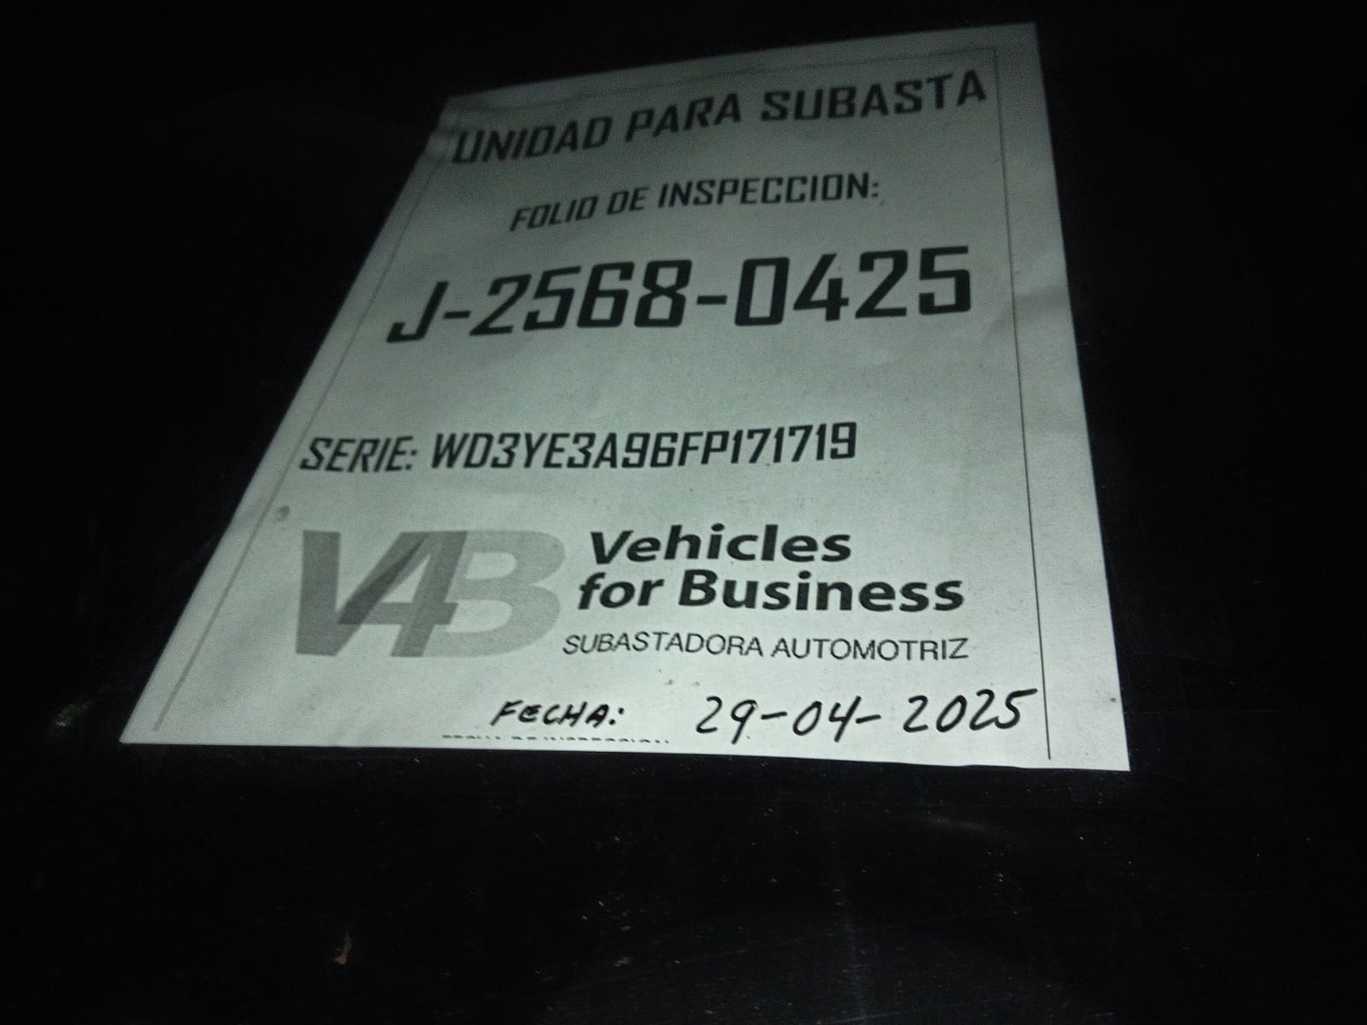 UNIDAD PARA SUBASTA
FOLIO DE INSPECCION:
J-2568-0425
SERIE: WD3YE3A96FP171719
V4B
Vehicles
for Business
SUBASTADORA AUTOMOTRIZ
FECHA: 29-04-2025